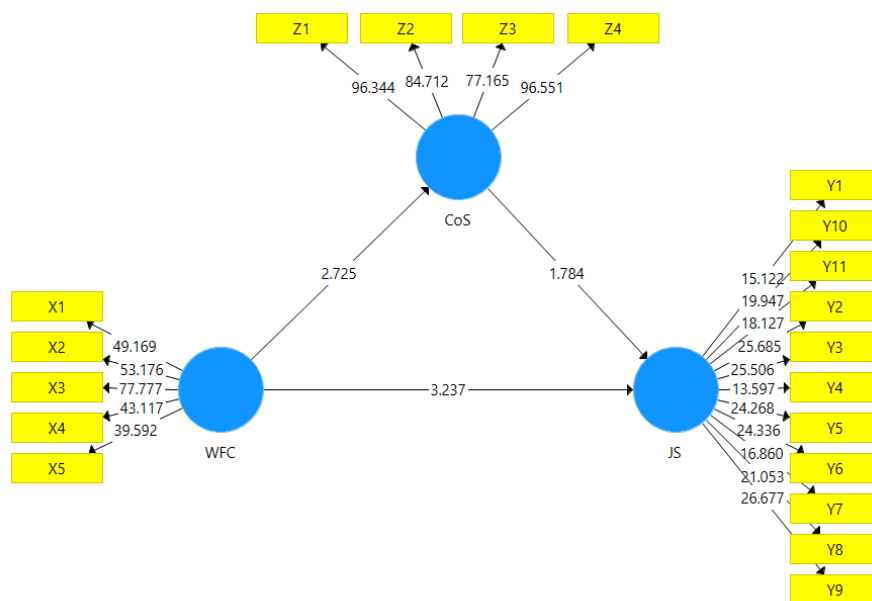 Z1
Z2
Z3
Z4
96.344
84.712
77.165
96.551
CoS
2.725
1.784
X1
X2
X3
X4
X5
49.169
53.176
77.777
43.117
39.592
WFC
3.237
JS
15.122
19.947
18.127
25.685
25.506
13.597
24.268
24.336
16.860
21.053
26.677
Y1
Y10
Y11
Y2
Y3
Y4
Y5
Y6
Y7
Y8
Y9